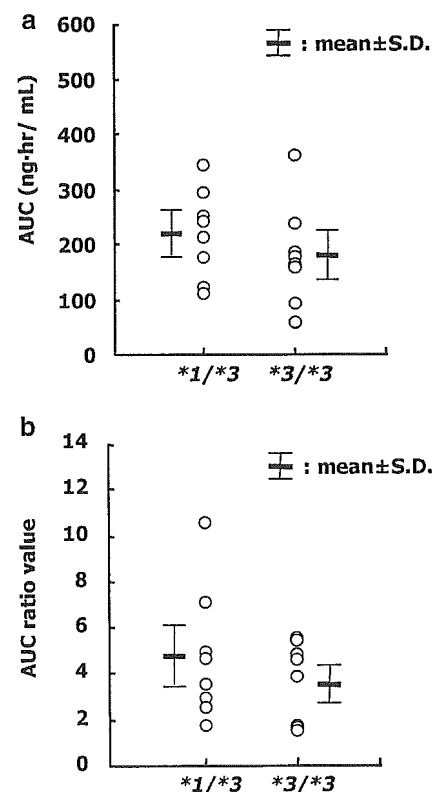 a
600
: mean±S.D.
500
400
300
200
100
0
AUC (ng·hr/ mL)
*1/*3 *3/*3
b
14
: mean±S.D.
12
10
8
6
4
2
0
AUC ratio value
*1/*3 *3/*3